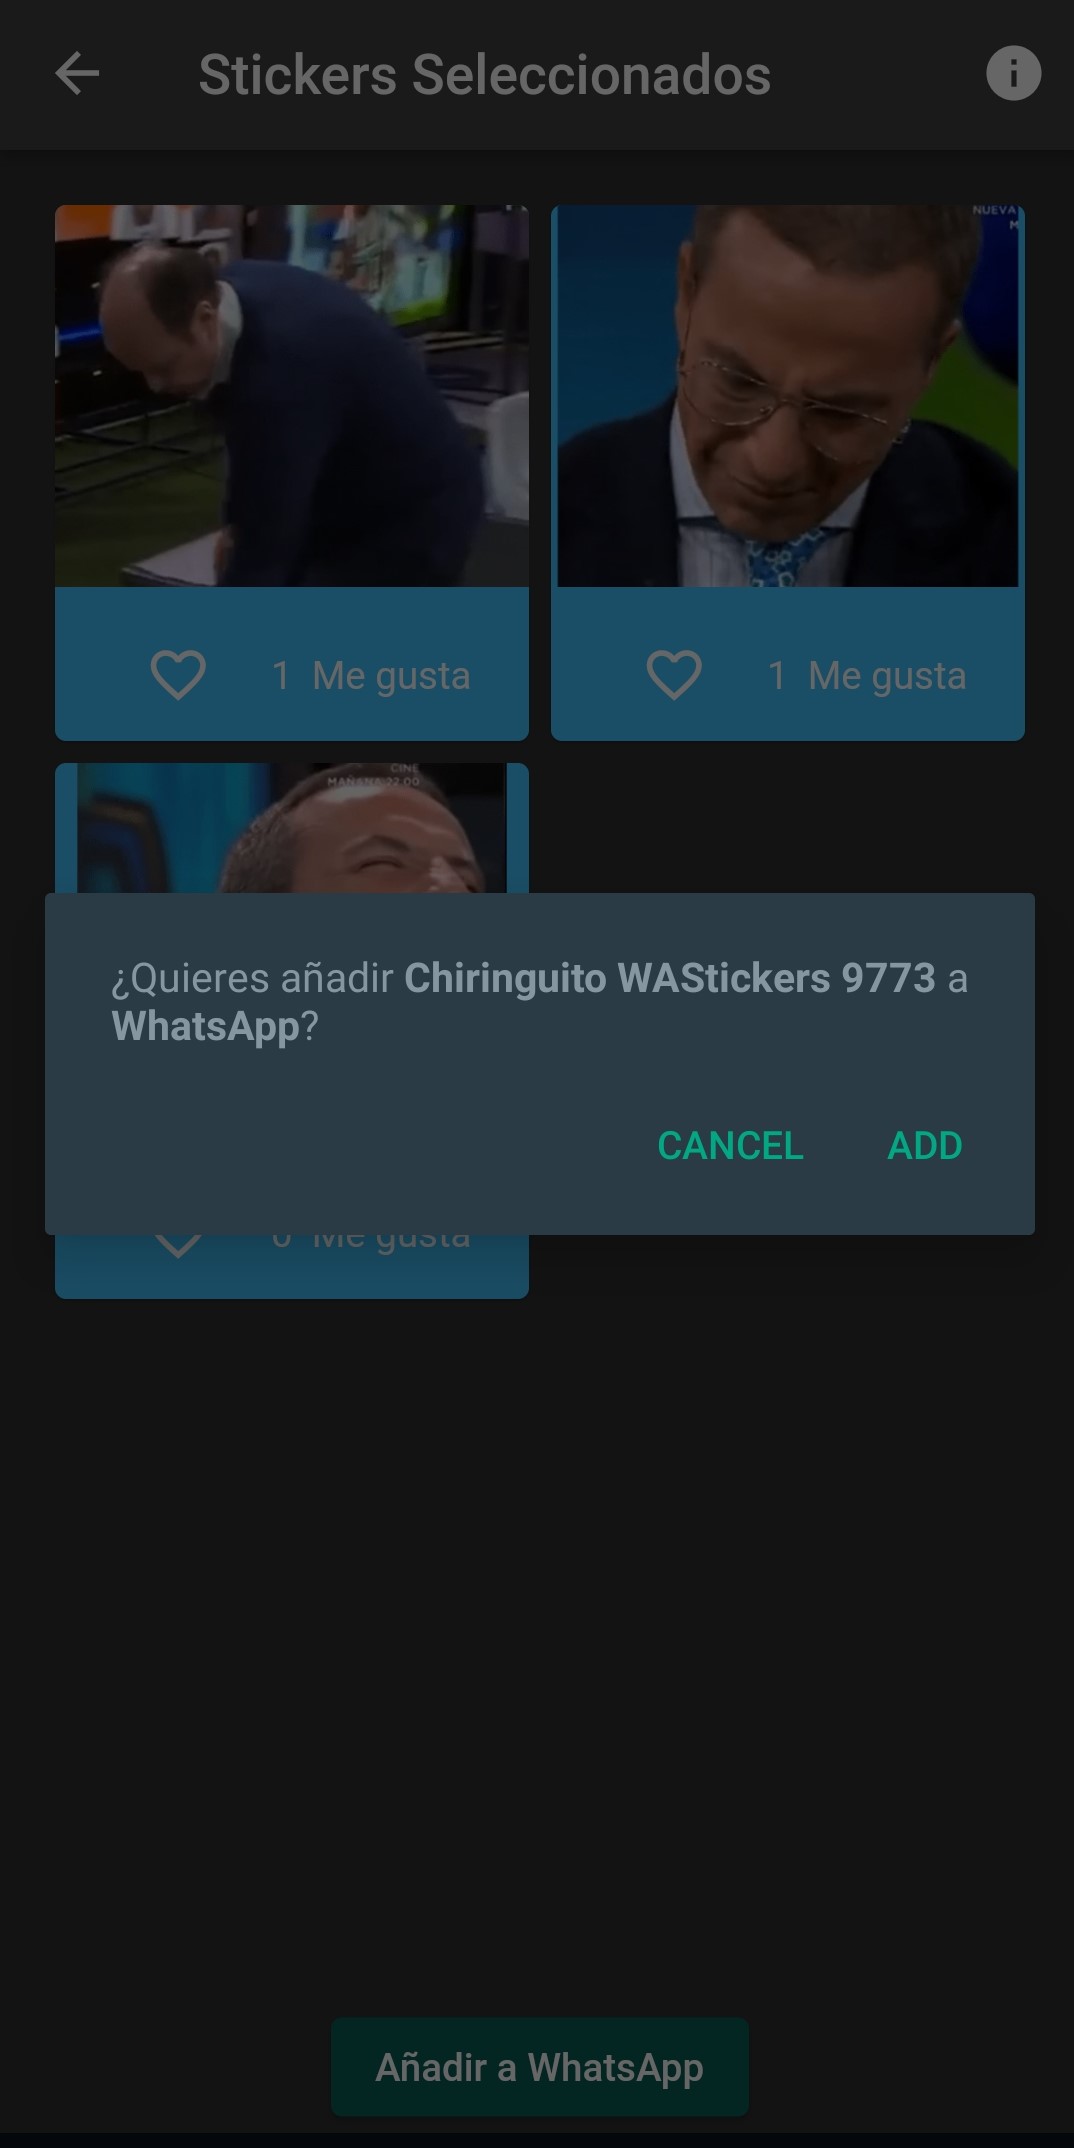 Stickers Seleccionados
NUEVA
M
1 Me gusta
1 Me gusta
CINE
MAÑANA 22:00
¿Quieres añadir Chiringuito WAStickers 9773 a
WhatsApp?
CANCEL ADD
0 Me gusta
Añadir a WhatsApp